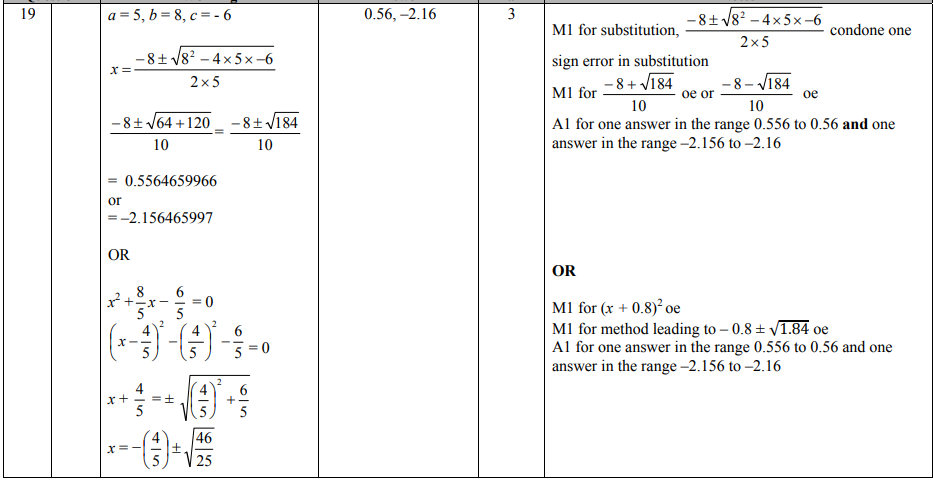 19
a = 5, b = 8, c = - 6
x = (−8 ± √(8² − 4×5×−6)) / (2×5)
(−8 ± √(64+120)) / 10 = (−8 ± √184) / 10
= 0.5564659966
or
= –2.156465997
OR
x² + 8/5 x − 6/5 = 0
(x − 4/5)² − (4/5)² − 6/5 = 0
x + 4/5 = ± √((4/5)² + 6/5)
x = −(4/5) ± √(46/25)
0.56, –2.16
3
M1 for substitution, (−8 ± √(8² − 4×5×−6)) / (2×5) condone one
sign error in substitution
M1 for (−8 + √184) / 10 oe or (−8 − √184) / 10 oe
A1 for one answer in the range 0.556 to 0.56 and one
answer in the range –2.156 to –2.16
OR
M1 for (x + 0.8)² oe
M1 for method leading to – 0.8 ± √1.84 oe
A1 for one answer in the range 0.556 to 0.56 and one
answer in the range –2.156 to –2.16